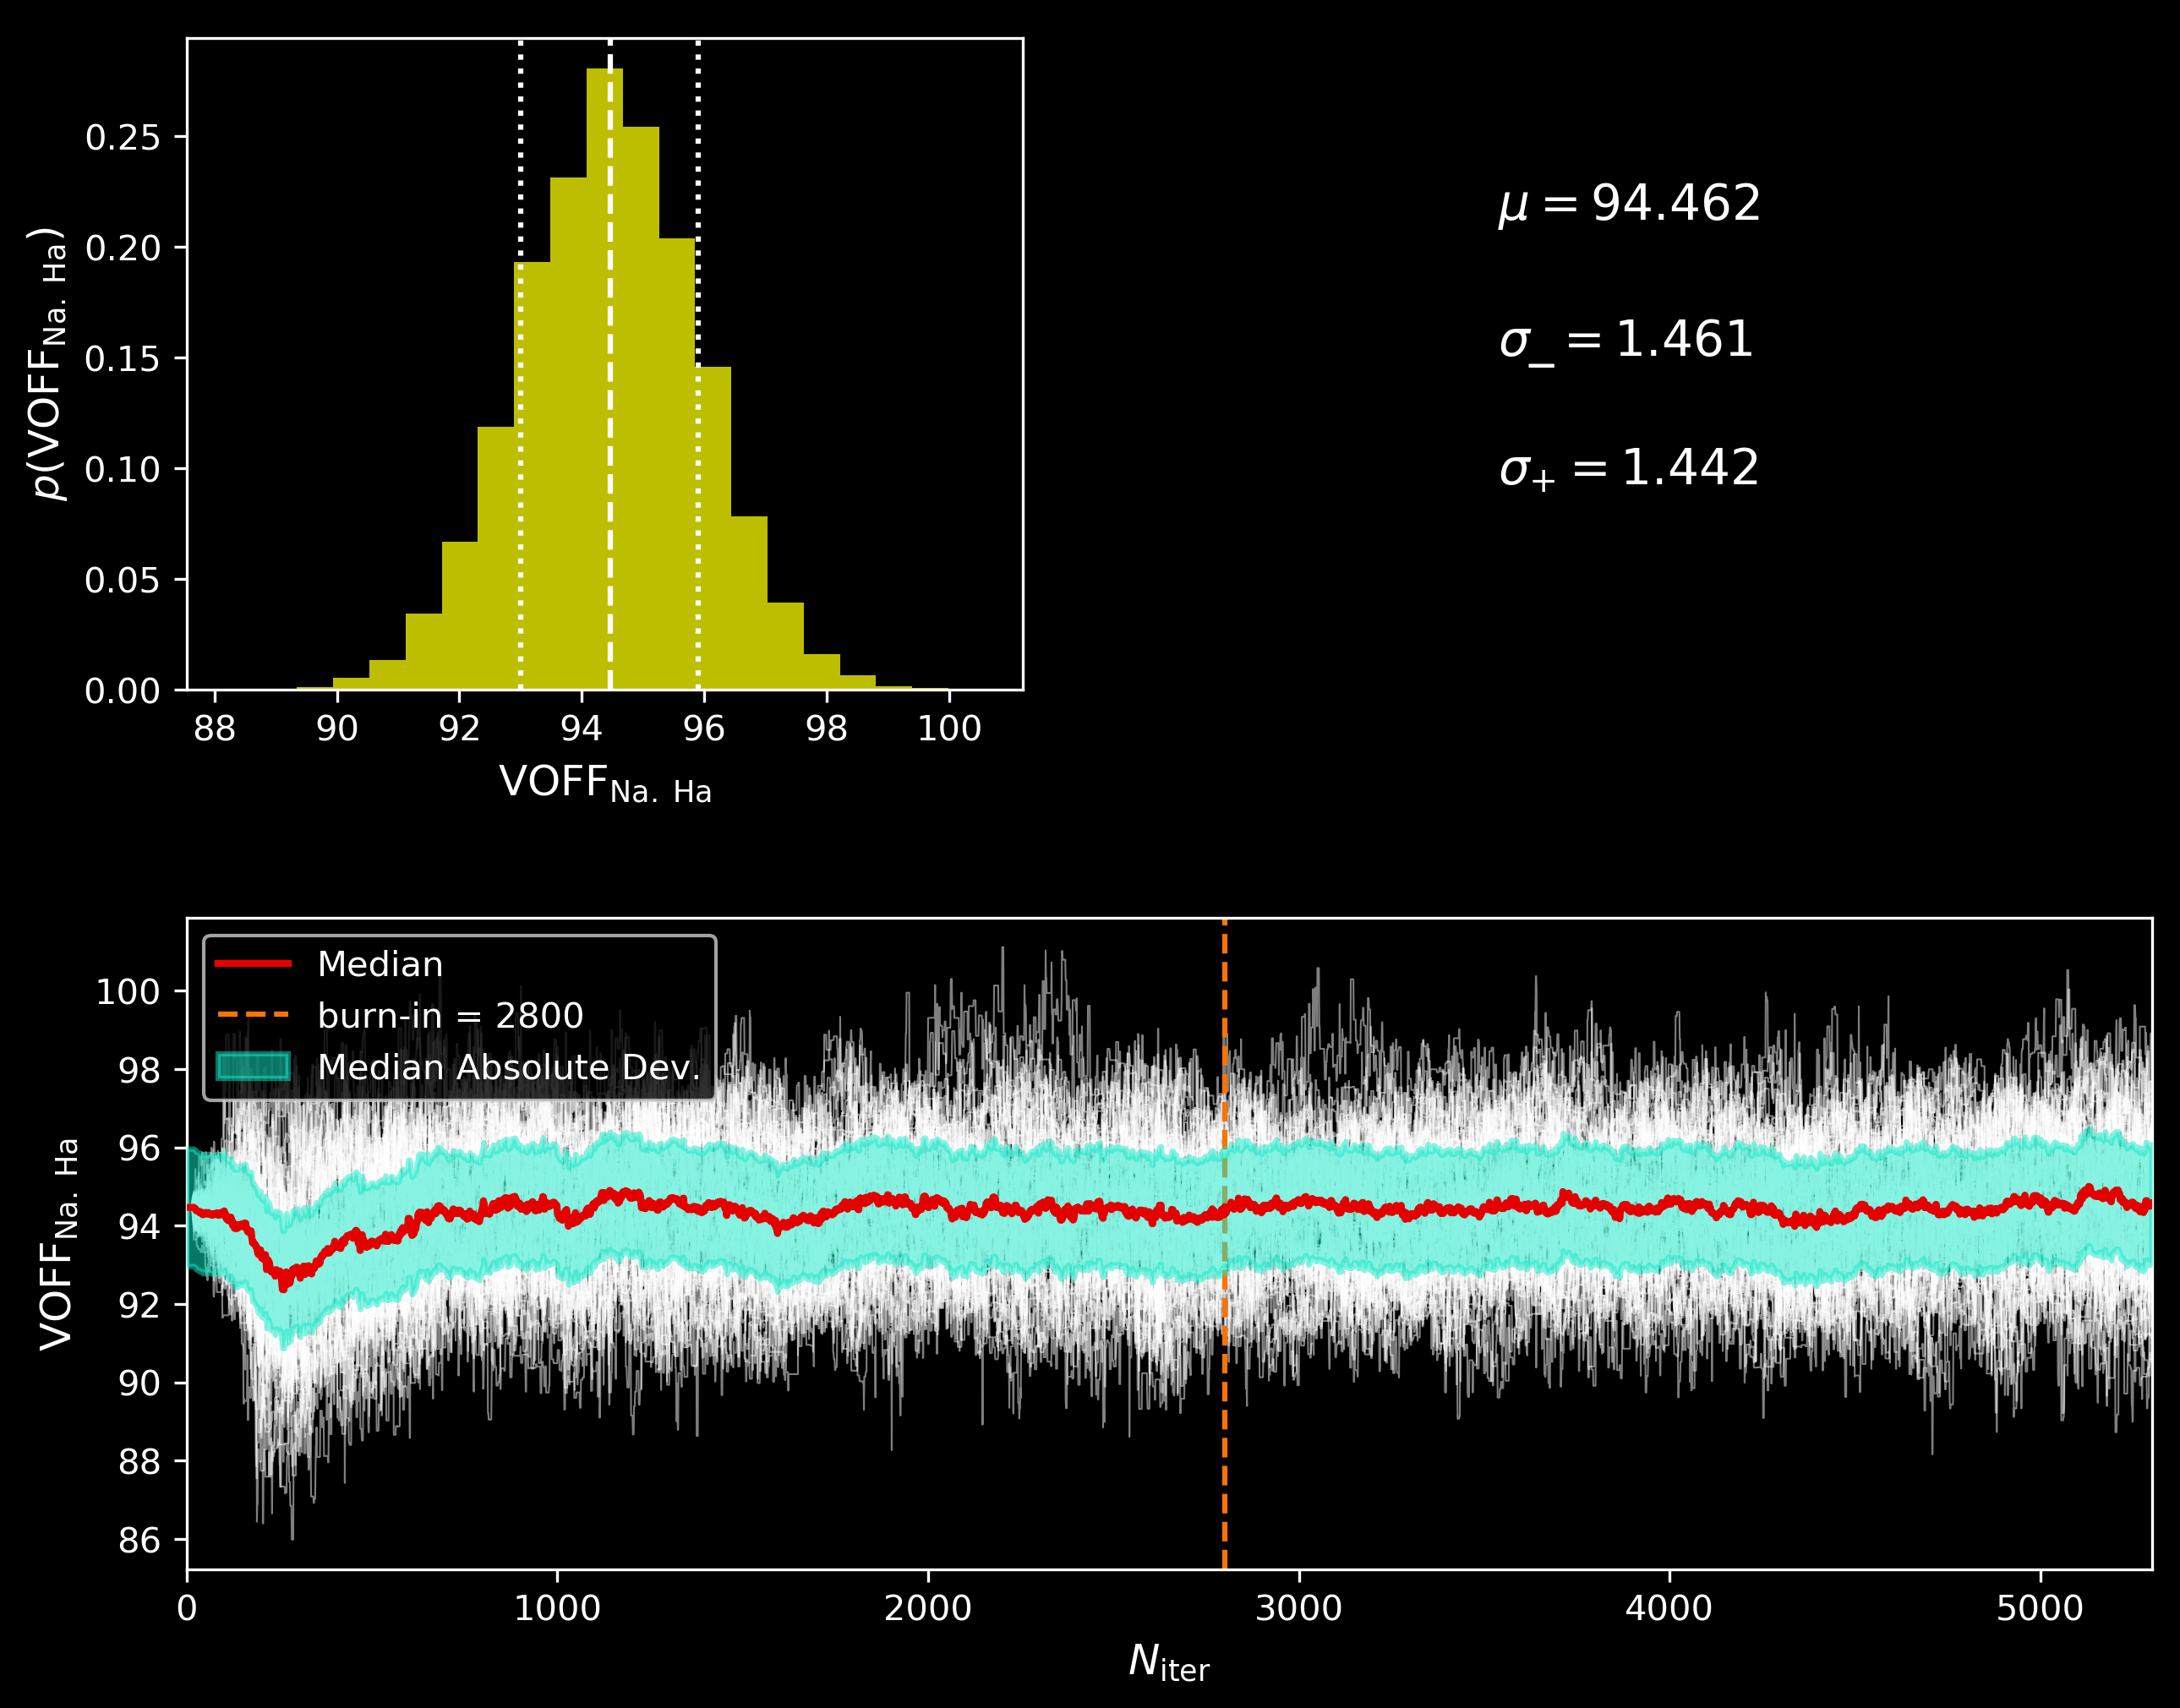 p(VOFF_Na. Ha)
0.25
0.20
0.15
0.10
0.05
0.00
88 90 92 94 96 98 100
VOFF_Na. Ha
μ = 94.462
σ_− = 1.461
σ_+ = 1.442
VOFF_Na. Ha
100
98
96
94
92
90
88
86
Median
burn-in = 2800
Median Absolute Dev.
0 1000 2000 3000 4000 5000
N_iter